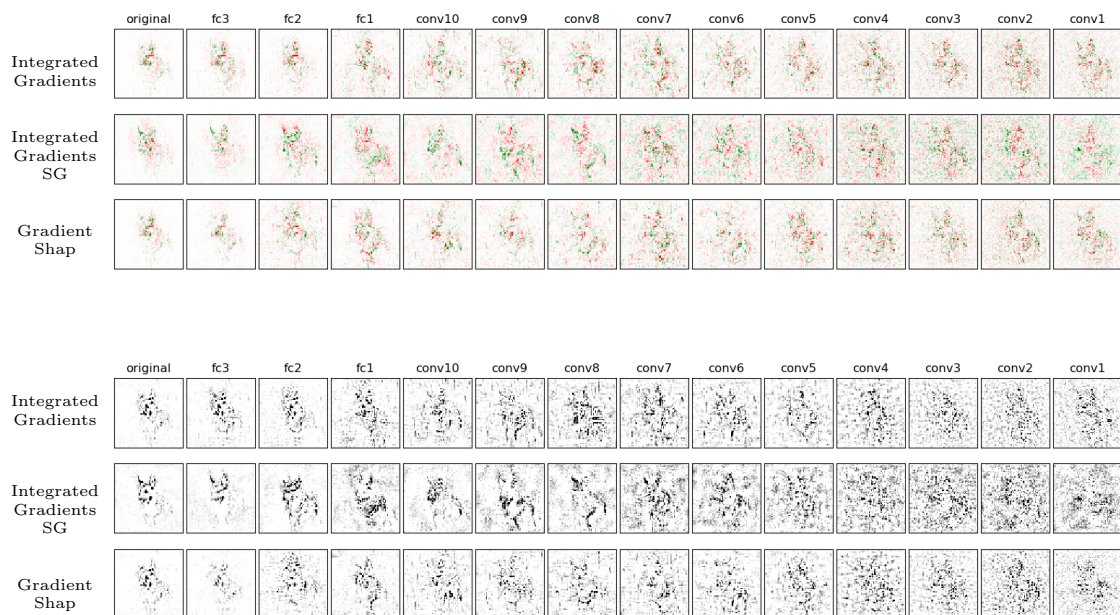 original fc3 fc2 fc1 conv10 conv9 conv8 conv7 conv6 conv5 conv4 conv3 conv2 conv1
Integrated
Gradients
Integrated
Gradients
SG
Gradient
Shap
original fc3 fc2 fc1 conv10 conv9 conv8 conv7 conv6 conv5 conv4 conv3 conv2 conv1
Integrated
Gradients
Integrated
Gradients
SG
Gradient
Shap